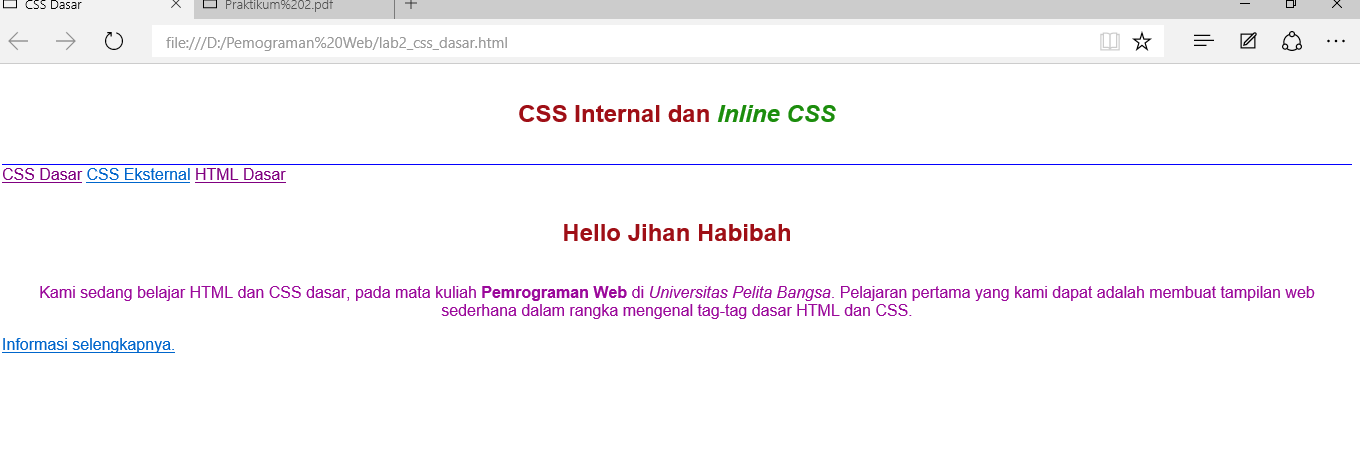 CSS Dasar
Praktikum%202.pdf
file:///D:/Pemograman%20Web/lab2_css_dasar.html
CSS Internal dan Inline CSS
CSS Dasar CSS Eksternal HTML Dasar
Hello Jihan Habibah
Kami sedang belajar HTML dan CSS dasar, pada mata kuliah Pemrograman Web di Universitas Pelita Bangsa. Pelajaran pertama yang kami dapat adalah membuat tampilan web
sederhana dalam rangka mengenal tag-tag dasar HTML dan CSS.
Informasi selengkapnya.